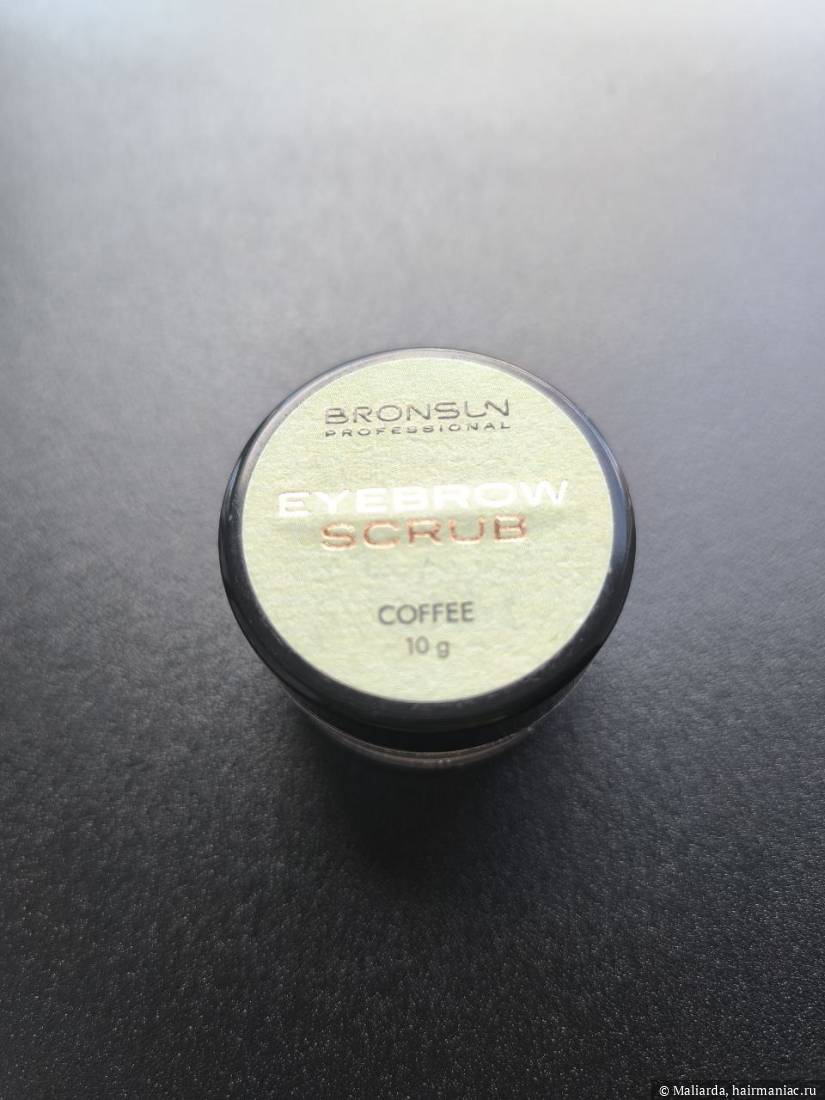 BRONSUN
PROFESSIONAL
EYEBROW
SCRUB
COFFEE
10 g
© Maliarda, hairmaniac.ru